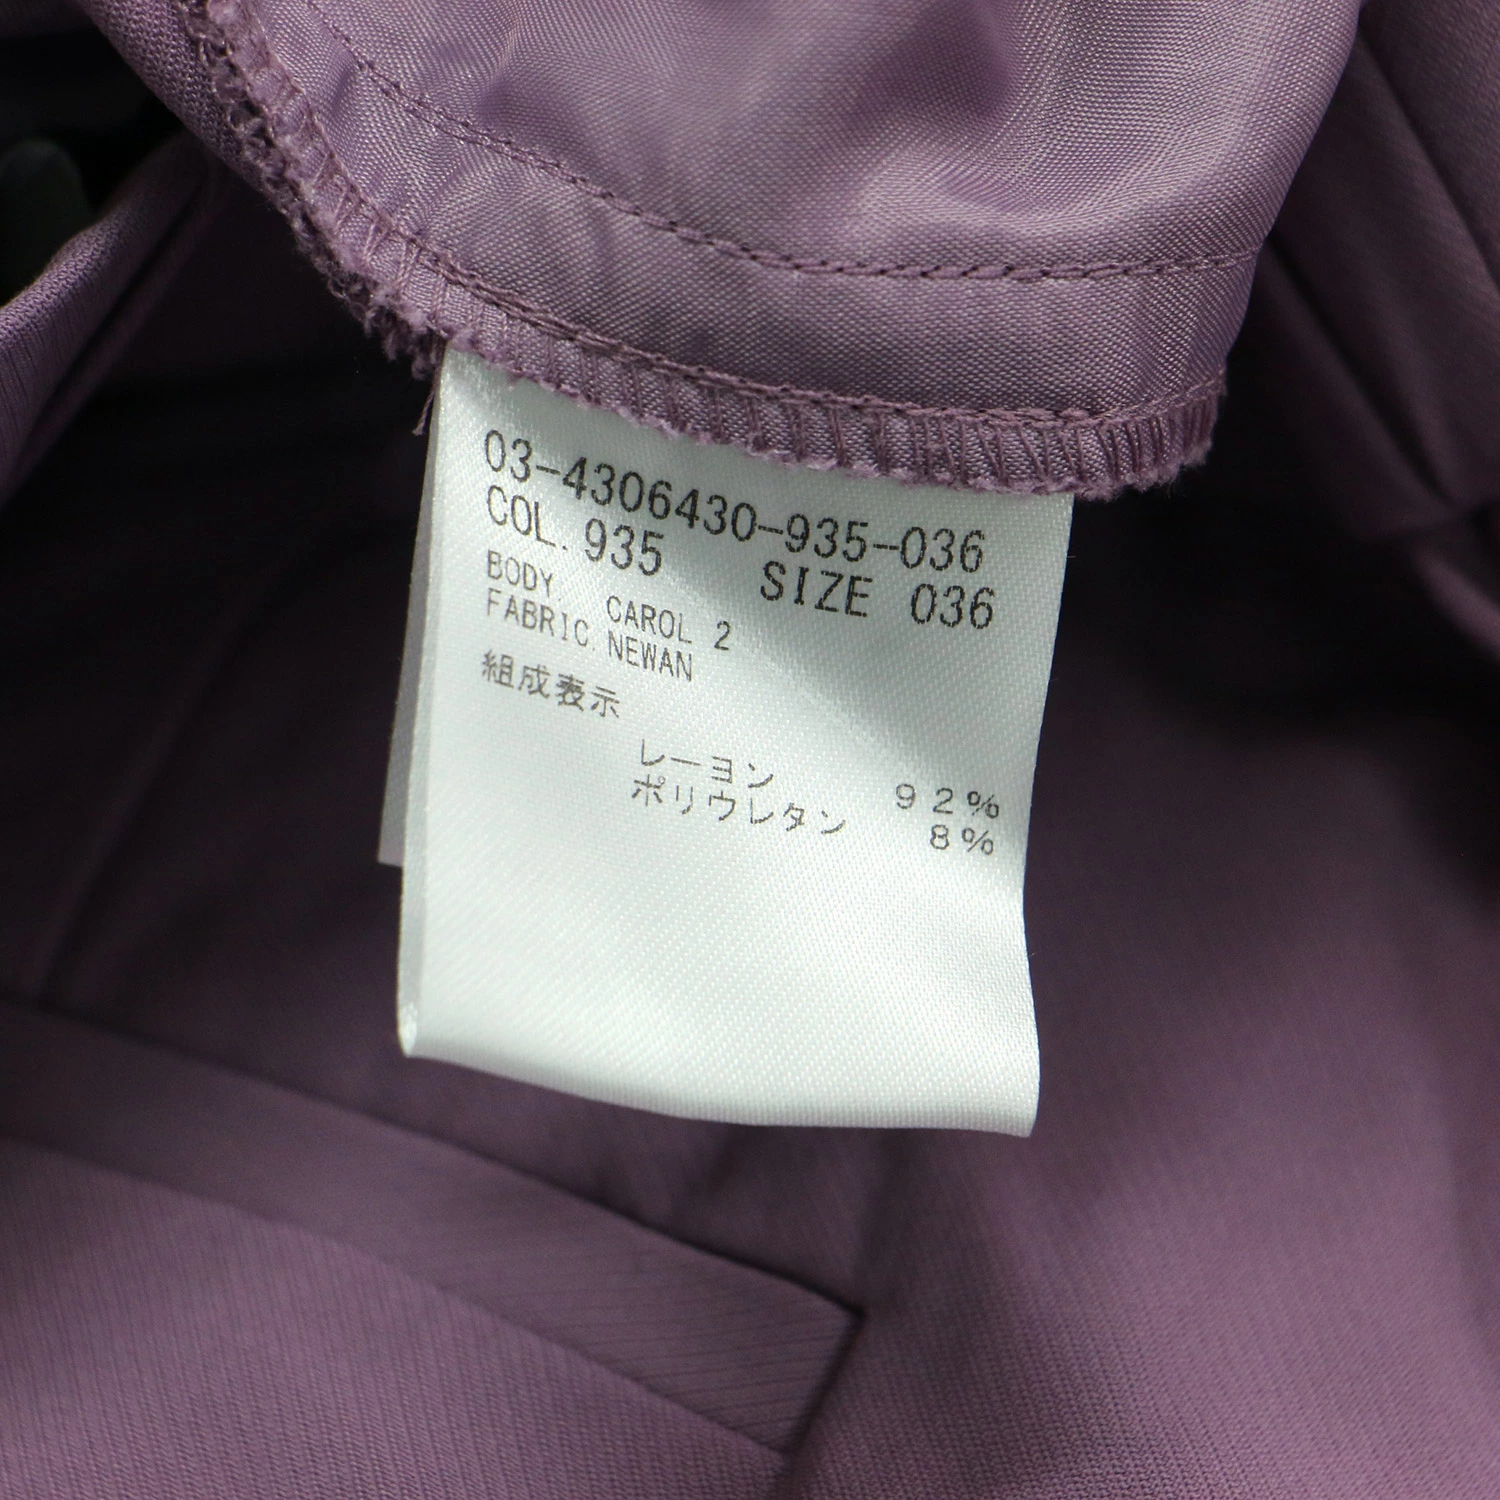 03-4306430-935-036
COL. 935 SIZE 036
BODY. CAROL 2
FABRIC.NEWAN
組成表示
レーヨン 92%
ポリウレタン 8%